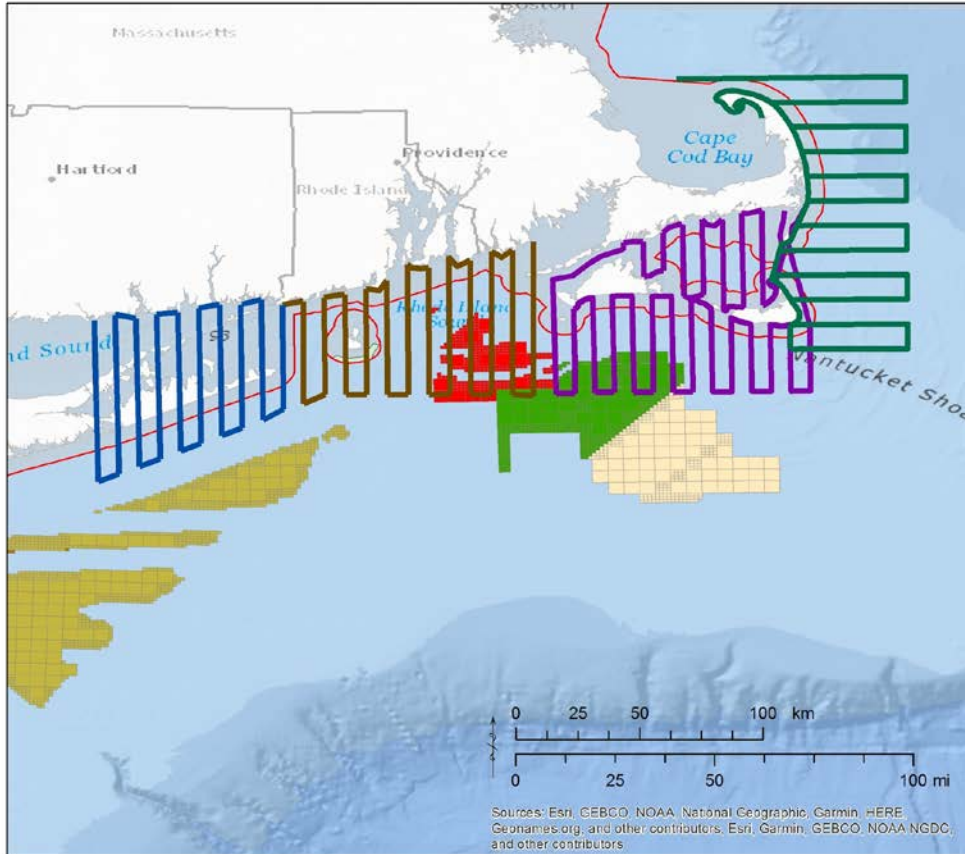 Boston
Massachusetts
Cape
Cod Bay
Hartford
Providence
Rhode Island
Rhode Island
Sound
nd Sound
Nantucket Shoa
0 25 50 100 km
0 25 50 100 mi
Sources: Esri, GEBCO, NOAA, National Geographic, Garmin, HERE,
Geonames.org, and other contributors, Esri, Garmin, GEBCO, NOAA NGDC,
and other contributors